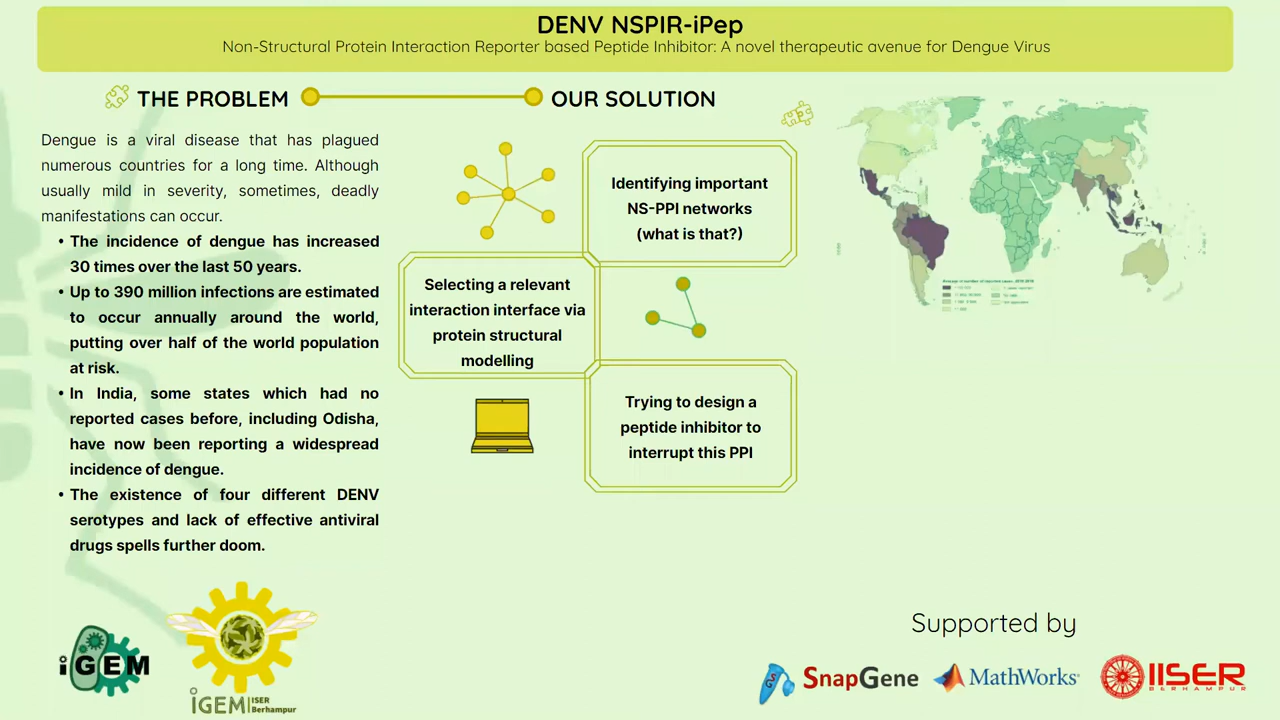 DENV NSPIR-iPep
Non-Structural Protein Interaction Reporter based Peptide Inhibitor: A novel therapeutic avenue for Dengue Virus
THE PROBLEM
Dengue is a viral disease that has plagued
numerous countries for a long time. Although
usually mild in severity, sometimes, deadly
manifestations can occur.
• The incidence of dengue has increased
30 times over the last 50 years.
• Up to 390 million infections are estimated
to occur annually around the world,
putting over half of the world population
at risk.
• In India, some states which had no
reported cases before, including Odisha,
have now been reporting a widespread
incidence of dengue.
• The existence of four different DENV
serotypes and lack of effective antiviral
drugs spells further doom.
OUR SOLUTION
Identifying important
NS-PPI networks
(what is that?)
Selecting a relevant
interaction interface via
protein structural
modelling
Trying to design a
peptide inhibitor to
interrupt this PPI
iGEM
iGEM IISER
Berhampur
Supported by
SnapGene
MathWorks®
IISER
BERHAMPUR